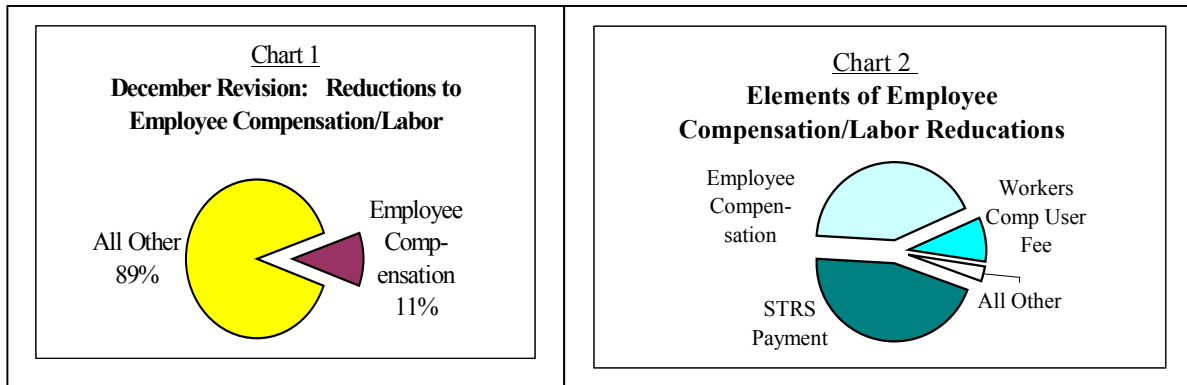 Chart 1
December Revision: Reductions to
Employee Compensation/Labor
All Other
89%
Employee
Comp-
ensation
11%
Chart 2
Elements of Employee
Compensation/Labor Reducations
Employee
Compen-
sation
Workers
Comp User
Fee
All Other
STRS
Payment